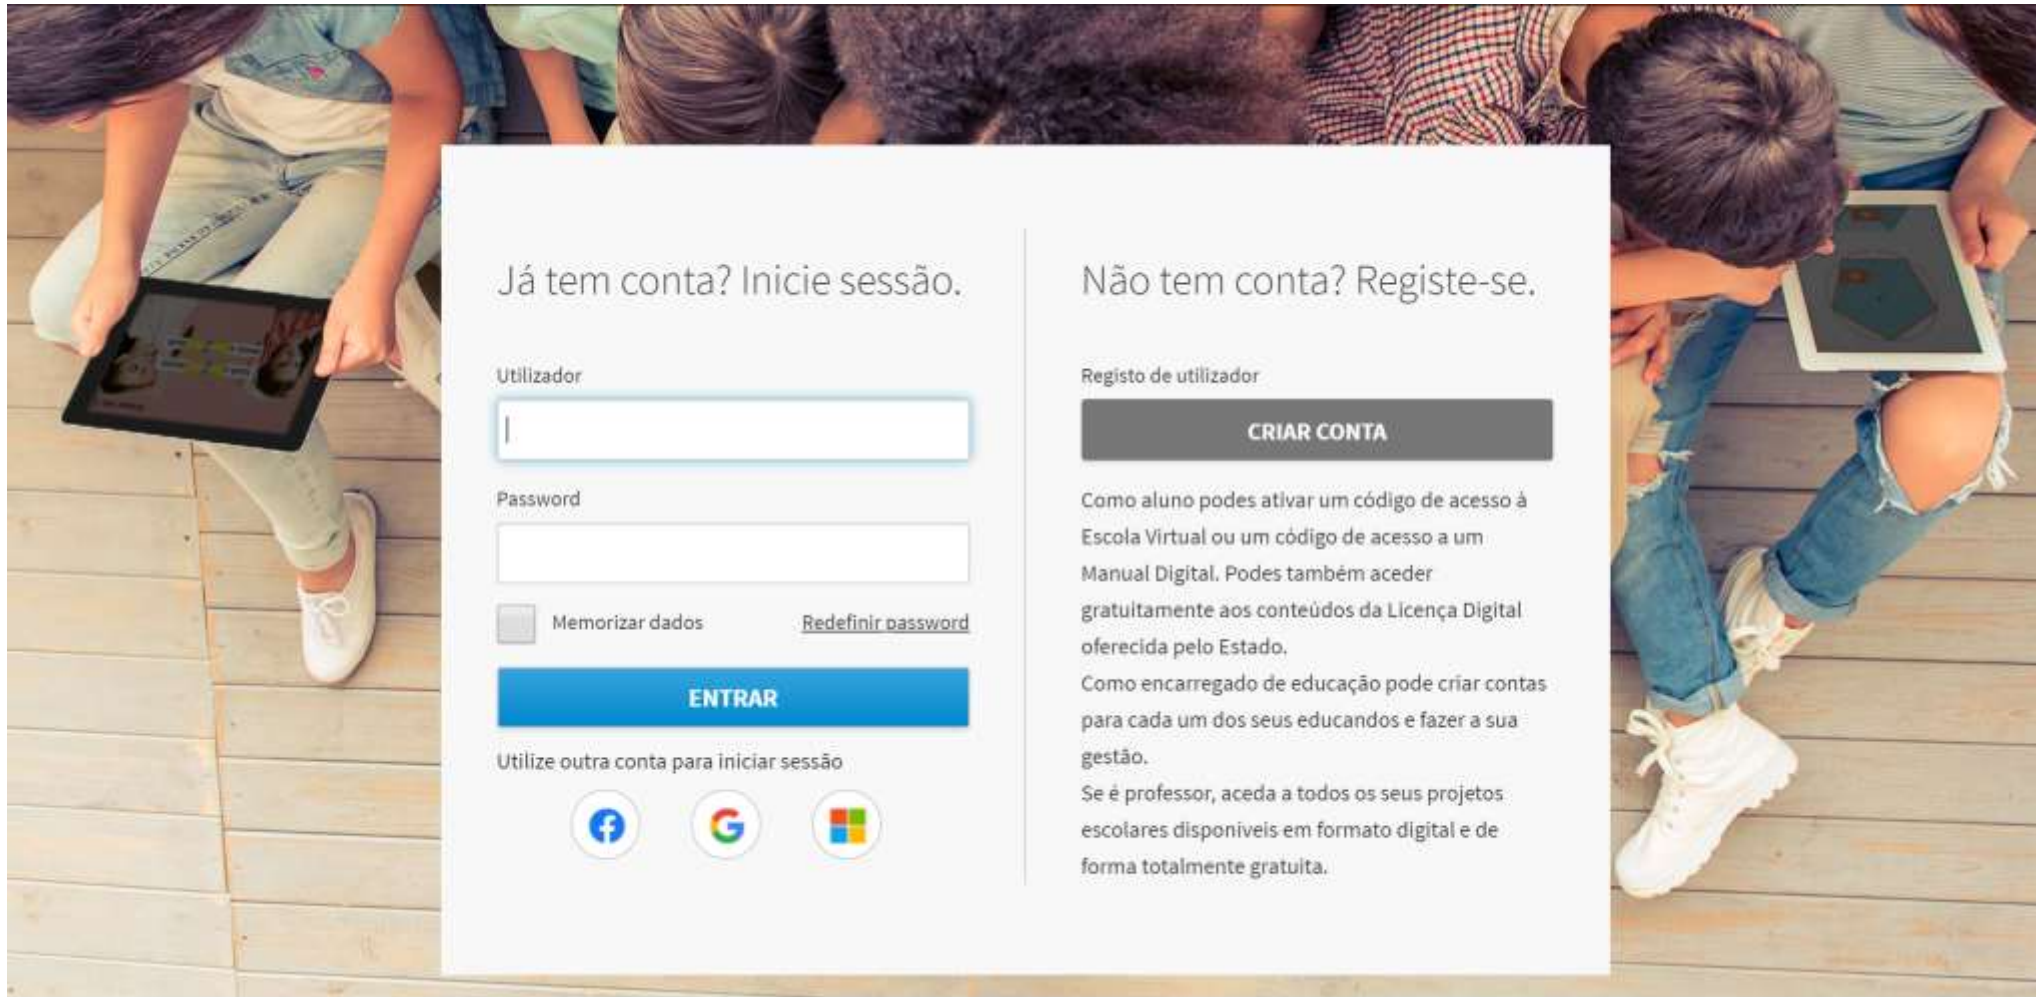 Já tem conta? Inicie sessão.
Utilizador
Password
Memorizar dados
Redefinir password
ENTRAR
Utilize outra conta para iniciar sessão
Não tem conta? Registe-se.
Registo de utilizador
CRIAR CONTA
Como aluno podes ativar um código de acesso à
Escola Virtual ou um código de acesso a um
Manual Digital. Podes também aceder
gratuitamente aos conteúdos da Licença Digital
oferecida pelo Estado.
Como encarregado de educação pode criar contas
para cada um dos seus educandos e fazer a sua
gestão.
Se é professor, aceda a todos os seus projetos
escolares disponíveis em formato digital e de
forma totalmente gratuita.